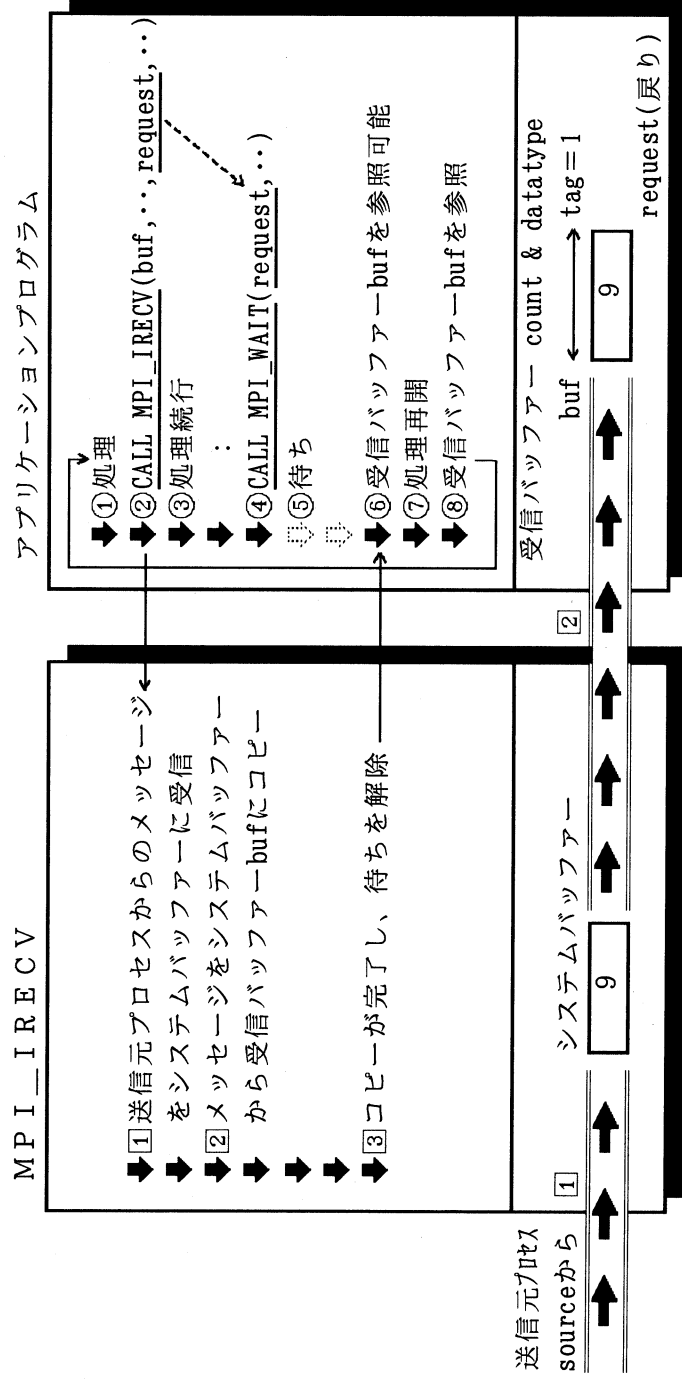 MPI_IRECV
1送信元プロセスからのメッセージ
をシステムバッファーに受信
2メッセージをシステムバッファー
から受信バッファーbufにコピー
3コピーが完了し、待ちを解除
システムバッファー
送信元プロセス
sourceから
1
9
アプリケーションプログラム
①処理
②CALL MPI_IRECV(buf,‥,request,‥)
③処理続行
:
④CALL MPI_WAIT(request,‥)
⑤待ち
⑥受信バッファーbufを参照可能
⑦処理再開
⑧受信バッファーbufを参照
受信バッファー count & datatype
2
buf
tag=1
9
request(戻り)